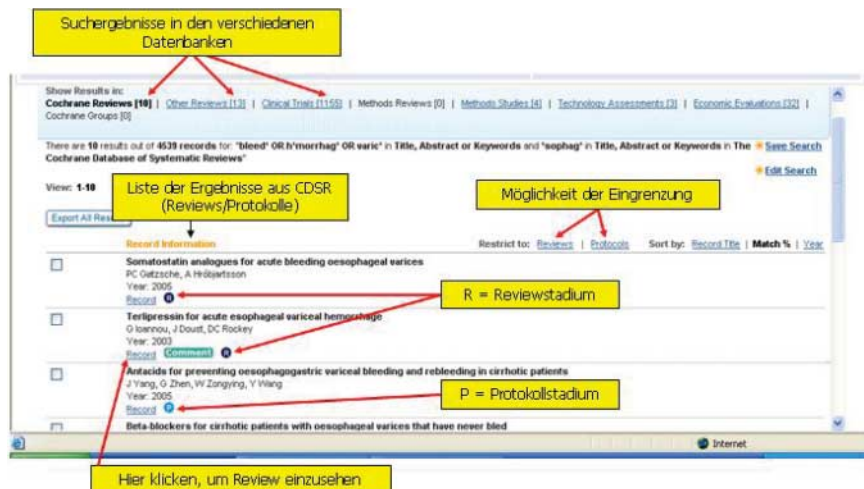 Suchergebnisse in den verschiedenen
Datenbanken
Show Results in:
Cochrane Reviews [10] | Other Reviews [13] | Clinical Trials [1155] | Methods Reviews [0] | Methods Studies [4] | Technology Assessments [3] | Economic Evaluations [32] |
Cochrane Groups [0]
There are 10 results out of 4539 records for: "bleed* OR h*morrhag* OR varic* in Title, Abstract or Keywords and *sophag* in Title, Abstract or Keywords in The
Cochrane Database of Systematic Reviews"
Save Search
Edit Search
View: 1-10
Liste der Ergebnisse aus CDSR
(Reviews/Protokolle)
Möglichkeit der Eingrenzung
Export All
Record Information
Restrict to: Reviews | Protocols Sort by: Record Title | Match % | Year
Somatostatin analogues for acute bleeding oesophageal varices
PC Gøtzsche, A Hróbjartsson
Year: 2005
Record R
R = Reviewstadium
Terlipressin for acute esophageal variceal hemorrhage
G Ioannou, J Doust, DC Rockey
Year: 2003
Record Comment R
Antacids for preventing oesophagogastric variceal bleeding and rebleeding in cirrhotic patients
J Yang, G Zhen, W Zongying, Y Wang
Year: 2005
Record P
P = Protokollstadium
Beta-blockers for cirrhotic patients with oesophageal varices that have never bled
Internet
Hier klicken, um Review einzusehen